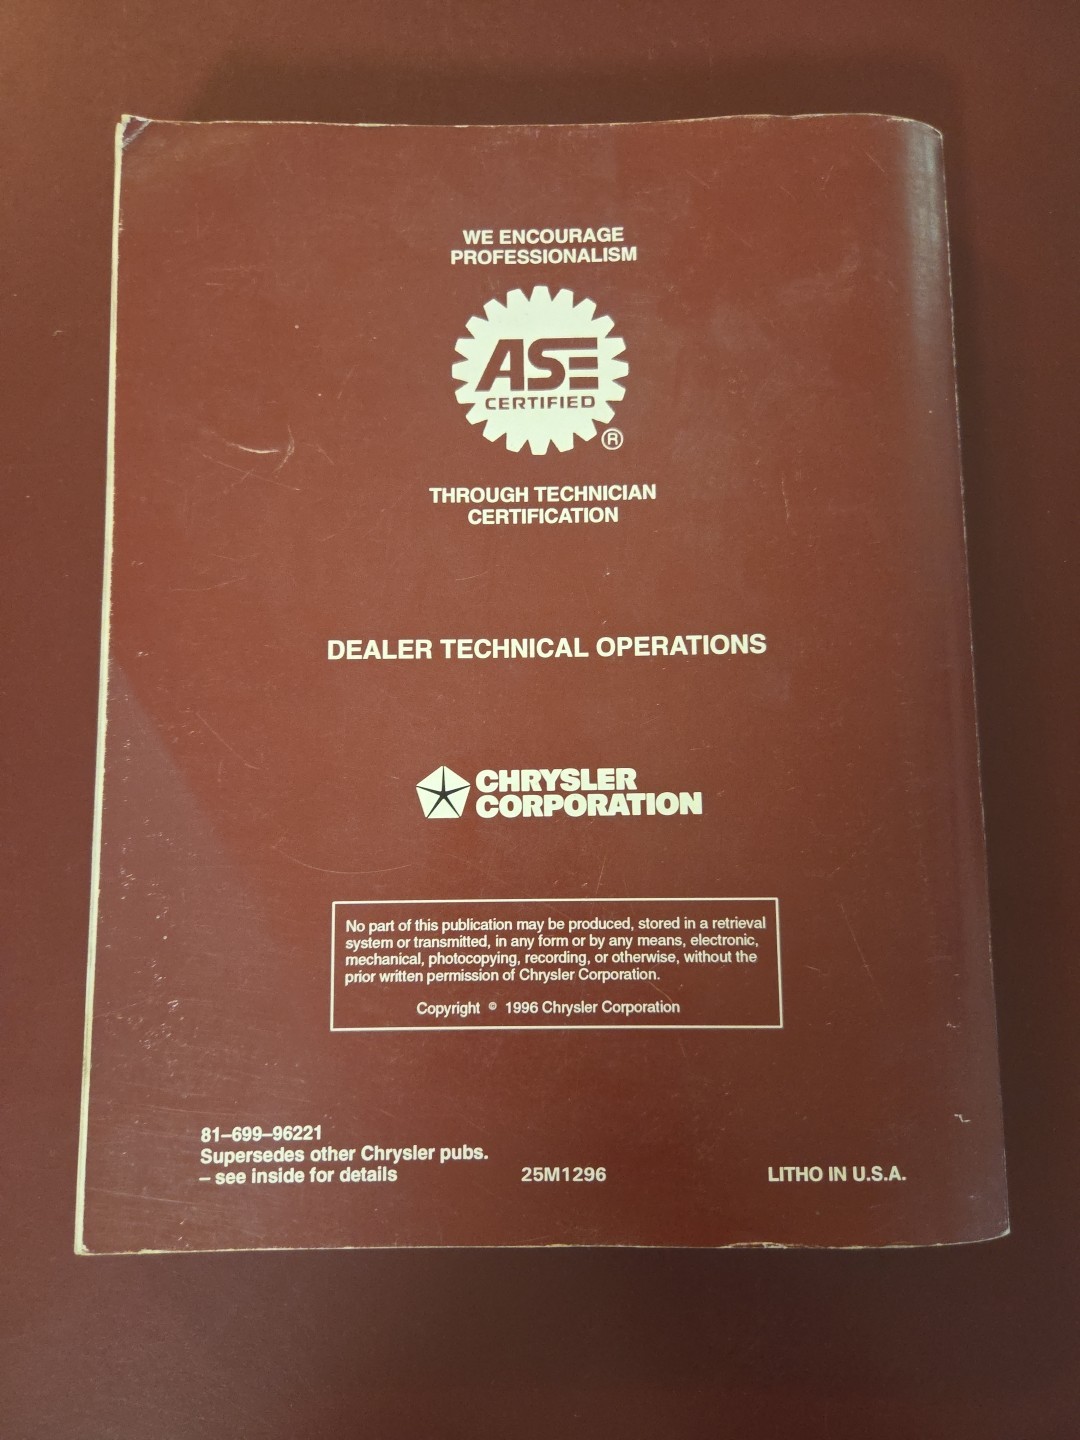 WE ENCOURAGE
PROFESSIONALISM
ASE
CERTIFIED
®
THROUGH TECHNICIAN
CERTIFICATION
DEALER TECHNICAL OPERATIONS
CHRYSLER
CORPORATION
No part of this publication may be produced, stored in a retrieval
system or transmitted, in any form or by any means, electronic,
mechanical, photocopying, recording, or otherwise, without the
prior written permission of Chrysler Corporation.
Copyright © 1996 Chrysler Corporation
81–699–96221
Supersedes other Chrysler pubs.
– see inside for details
25M1296
LITHO IN U.S.A.